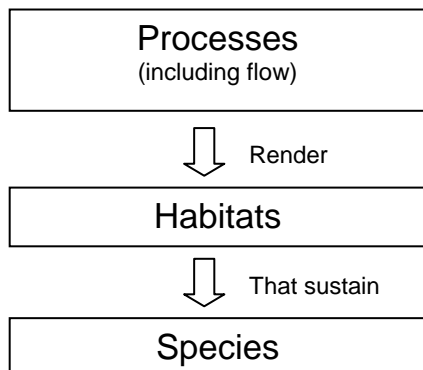 Processes
(including flow)
Render
Habitats
That sustain
Species